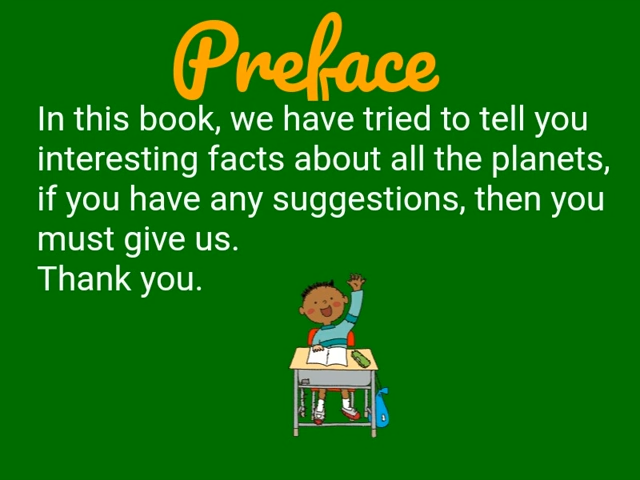 Preface
In this book, we have tried to tell you
interesting facts about all the planets,
if you have any suggestions, then you
must give us.
Thank you.